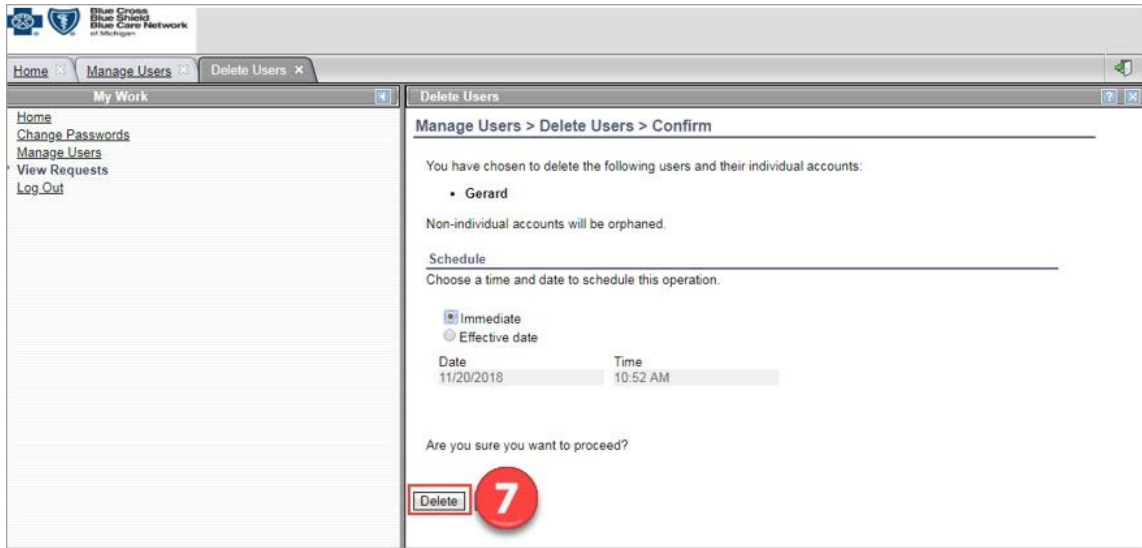 Blue Cross
Blue Shield
Blue Care Network
of Michigan
Home Manage Users Delete Users
My Work
Delete Users
Home
Change Passwords
Manage Users
View Requests
Log Out
Manage Users > Delete Users > Confirm
You have chosen to delete the following users and their individual accounts:
• Gerard
Non-individual accounts will be orphaned.
Schedule
Choose a time and date to schedule this operation.
Immediate
Effective date
Date Time
11/20/2018 10:52 AM
Are you sure you want to proceed?
Delete 7